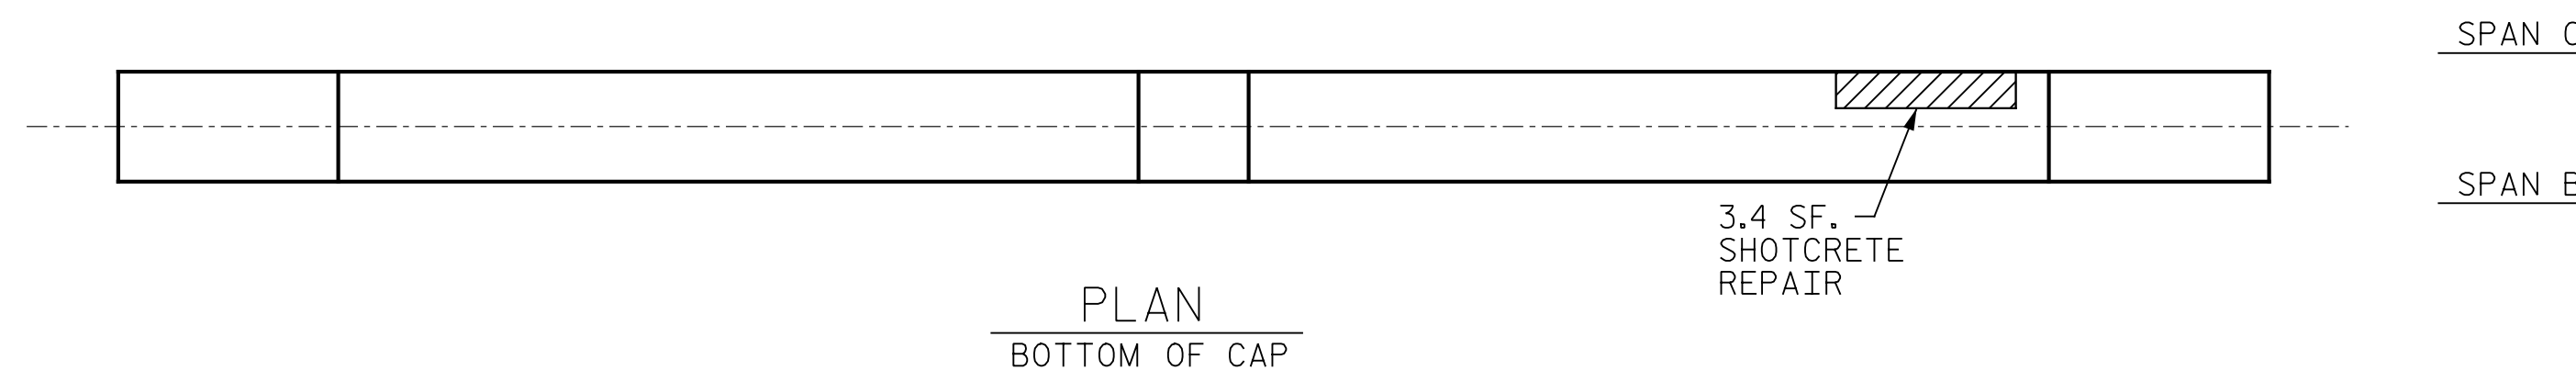 SPAN
SPAN B
3.4 SF.
SHOTCRETE
REPAIR
PLAN
BOTTOM OF CAP